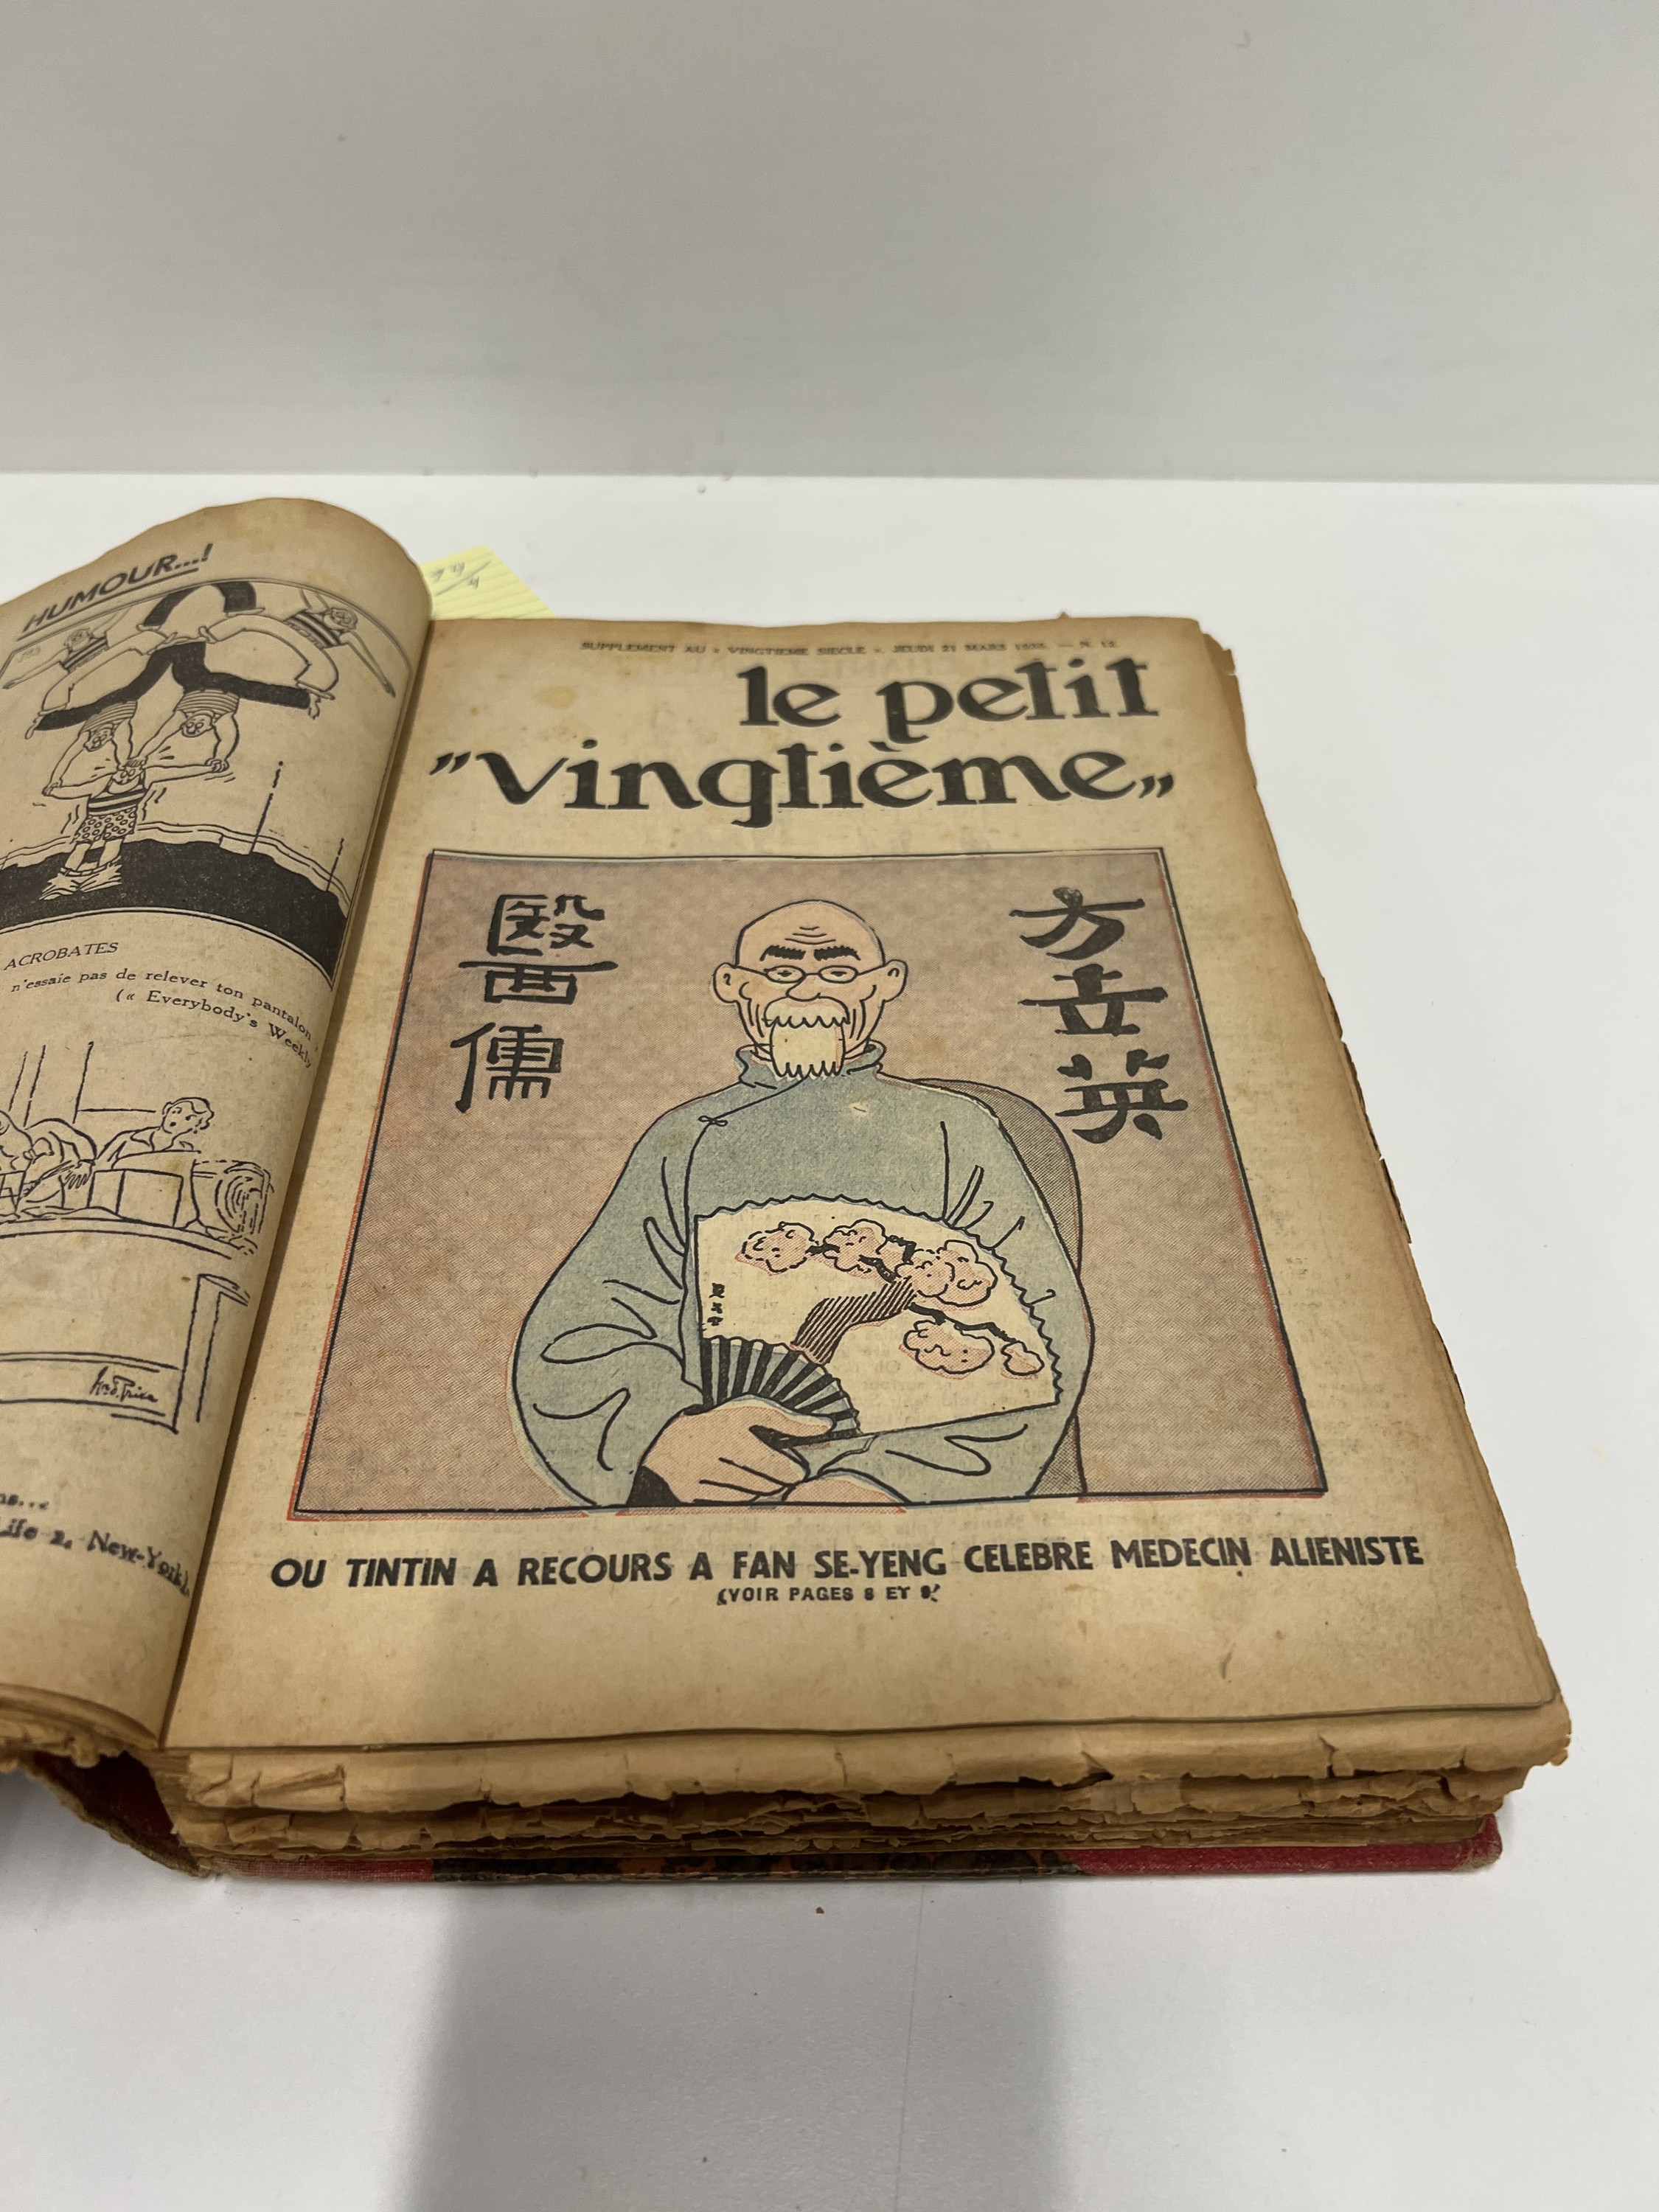 HUMOUR...!
ACROBATES
n'essaie pas de relever ton pantalon
(« Everybody's Weekly
Life », New-York).
SUPPLEMENT AU « VINGTIEME SIECLE ». JEUDI 21 MARS 1935. — N. 12
le petit
"vingtième„
方世英
醫儒
OU TINTIN A RECOURS A FAN SE-YENG CELEBRE MEDECIN ALIENISTE
(VOIR PAGES 8 ET 9)